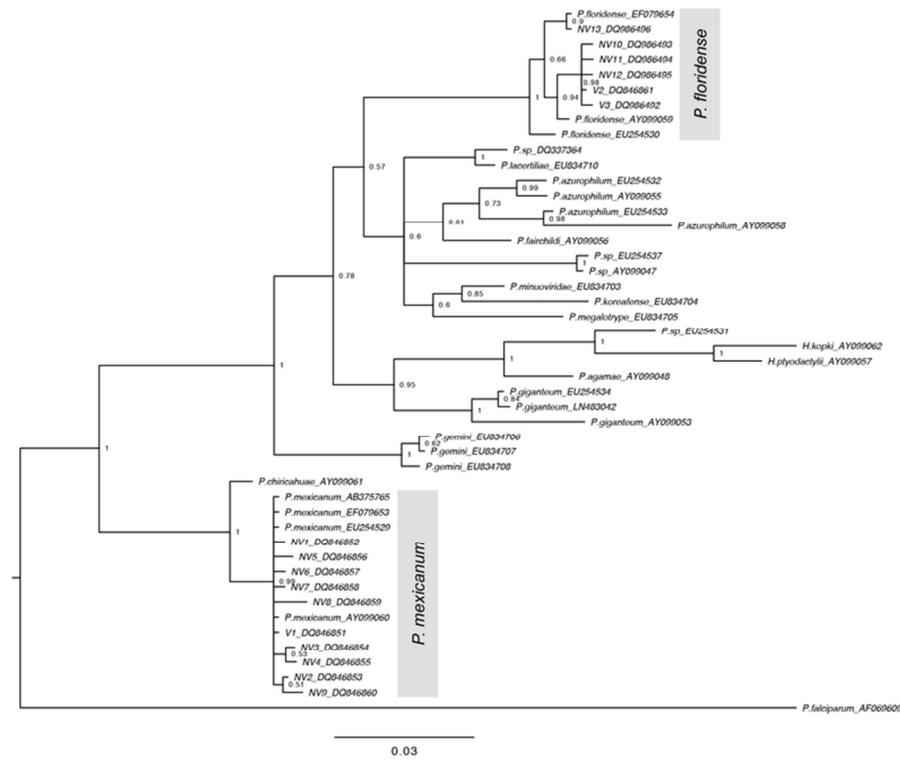 P.floridense_EF079654
0.9
NV13_DQ986496
NV10_DQ986493
0.66
NV11_DQ986494
NV12_DQ986495
0.98
V2_DQ846861
1
0.94
V3_DQ986492
P.floridense_AY099059
P.floridense_EU254530
P. floridense
P.sp_DQ337364
1
P.lacertiliae_EU834710
0.57
P.azurophilum_EU254532
0.99
P.azurophilum_AY099055
0.73
P.azurophilum_EU254533
0.98
P.azurophilum_AY099058
0.61
0.6
P.fairchildi_AY099056
P.sp_EU254537
1
P.sp_AY099047
0.78
P.minuoviridae_EU834703
0.85
P.koreafense_EU834704
0.6
P.megalotrype_EU834705
P.sp_EU254531
1
H.kopki_AY099062
1
H.ptyodactylii_AY099057
1
1
P.agamae_AY099048
0.95
P.giganteum_EU254534
0.84
P.giganteum_LN483042
1
P.giganteum_AY099053
P.gemini_EU834706
0.62
P.gemini_EU834707
1
P.gemini_EU834708
1
P.chiricahuae_AY099061
P.mexicanum_AB375765
P.mexicanum_EF079653
P.mexicanum_EU254529
1
NV1_DQ846852
NV5_DQ846856
NV6_DQ846857
0.99
NV7_DQ846858
NV8_DQ846859
P.mexicanum_AY099060
V1_DQ846851
NV3_DQ846854
0.53
NV4_DQ846855
NV2_DQ846853
0.51
NV9_DQ846860
P. mexicanum
P.falciparum_AF069609
0.03